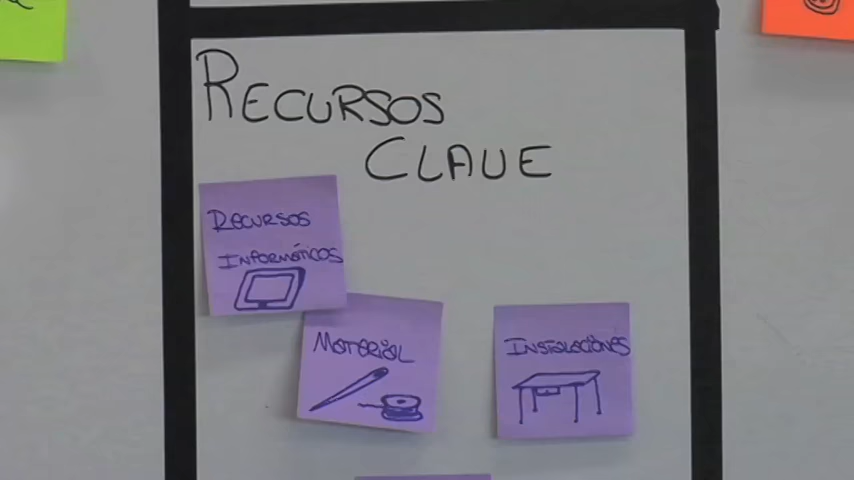 RECURSOS
CLAVE
RECURSOS
INFORMÁTICOS
MATERIAL
INSTALACIONES